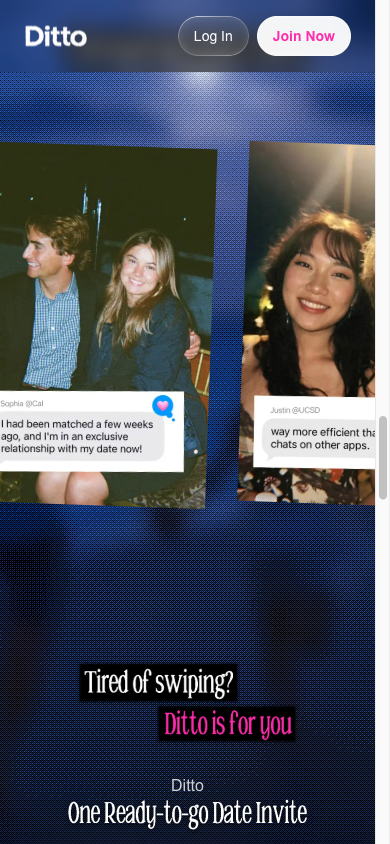 Ditto
Log In
Join Now
Sophia @Cal
I had been matched a few weeks
ago, and I'm in an exclusive
relationship with my date now!
Justin @UCSD
way more efficient
chats on other apps.
Tired of swiping?
Ditto is for you
Ditto
One Ready-to-go Date Invite